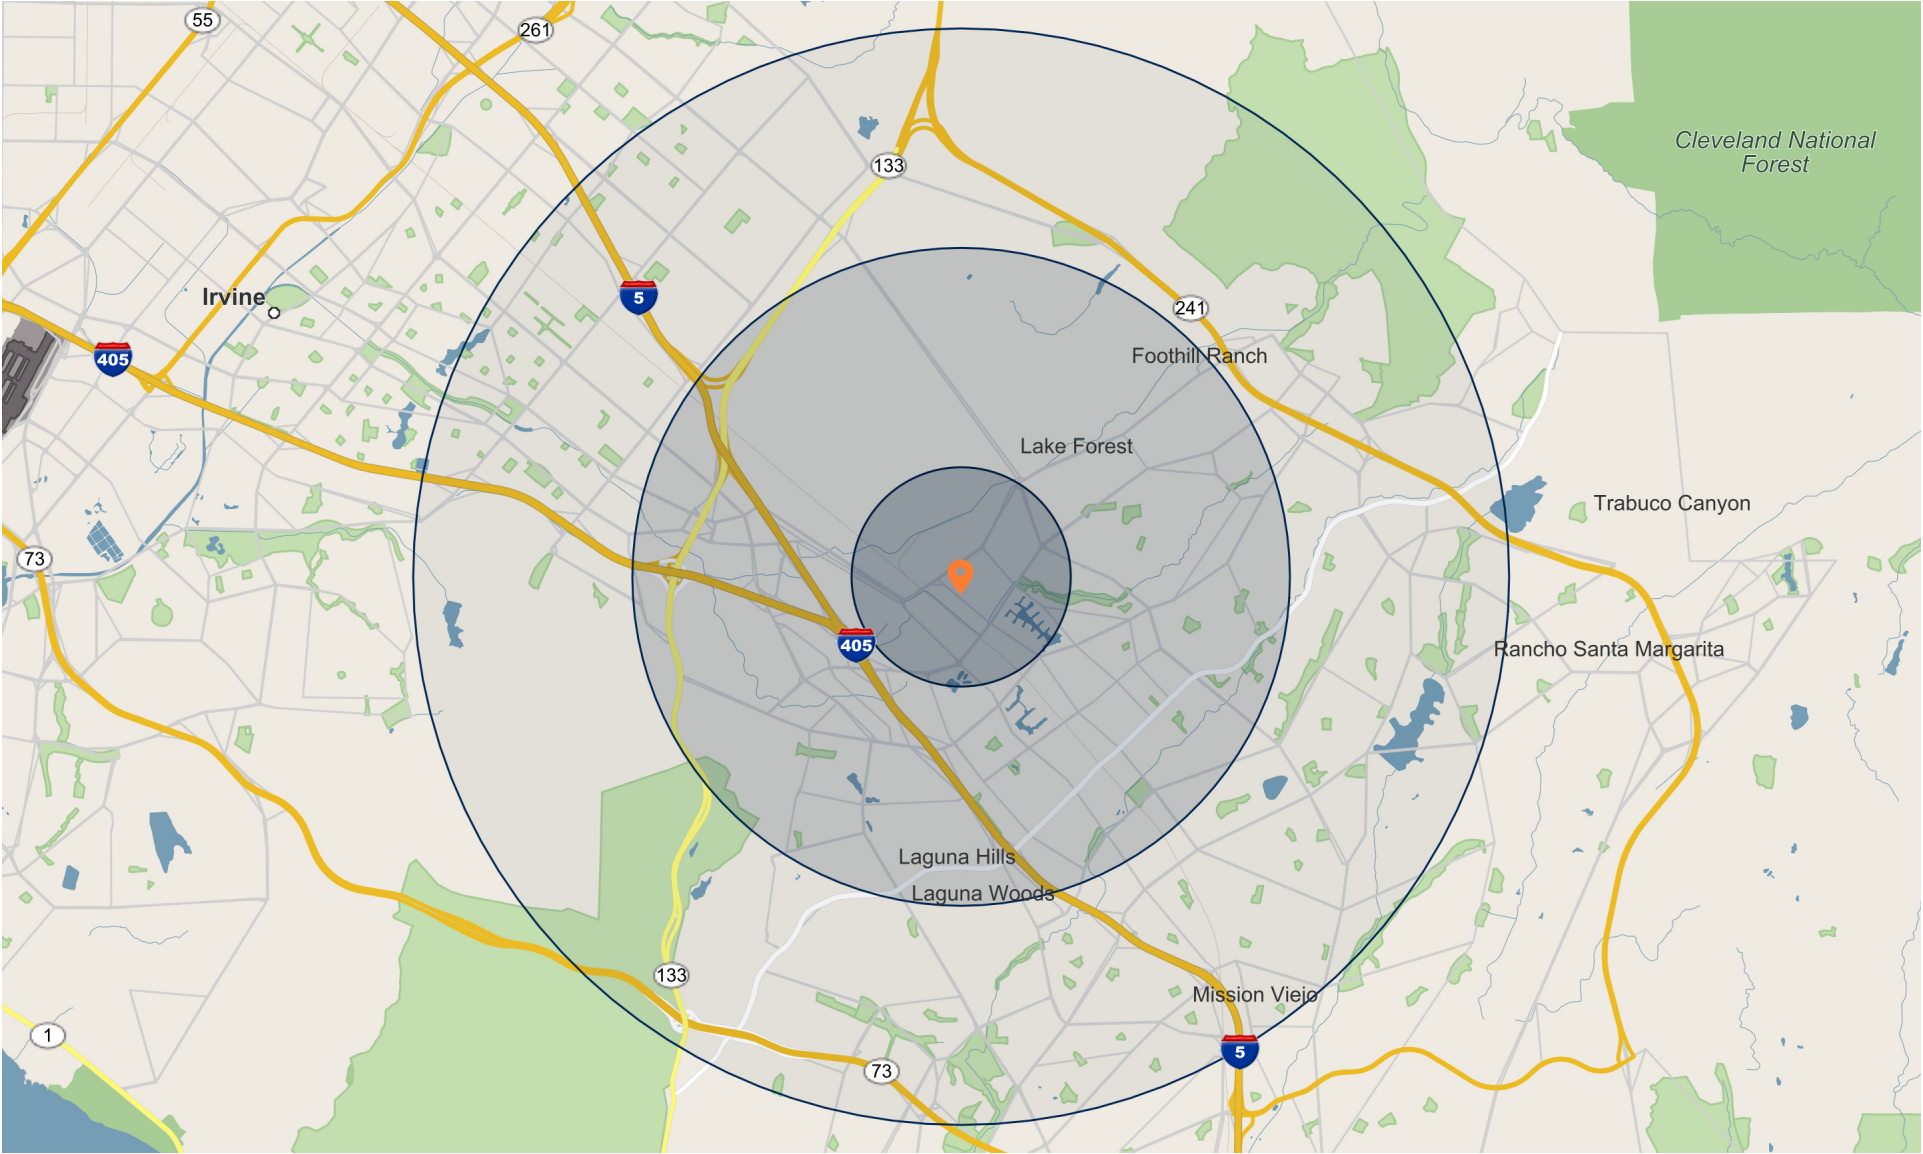 55
261
Cleveland National
Forest
133
Irvine
5
241
405
Foothill Ranch
Lake Forest
Trabuco Canyon
73
405
Rancho Santa Margarita
Laguna Hills
Laguna Woods
133
Mission Viejo
1
5
73